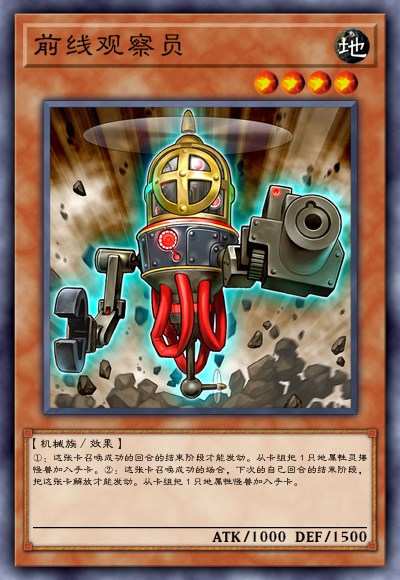 前线观察员
地
【机械族／效果】
①：这张卡召唤成功的回合的结束阶段才能发动。从卡组把1只地属性灵摆
怪兽加入手卡。②：这张卡召唤成功的场合，下次的自己回合的结束阶段，
把这张卡解放才能发动。从卡组把1只地属性怪兽加入手卡。
ATK/1000 DEF/1500